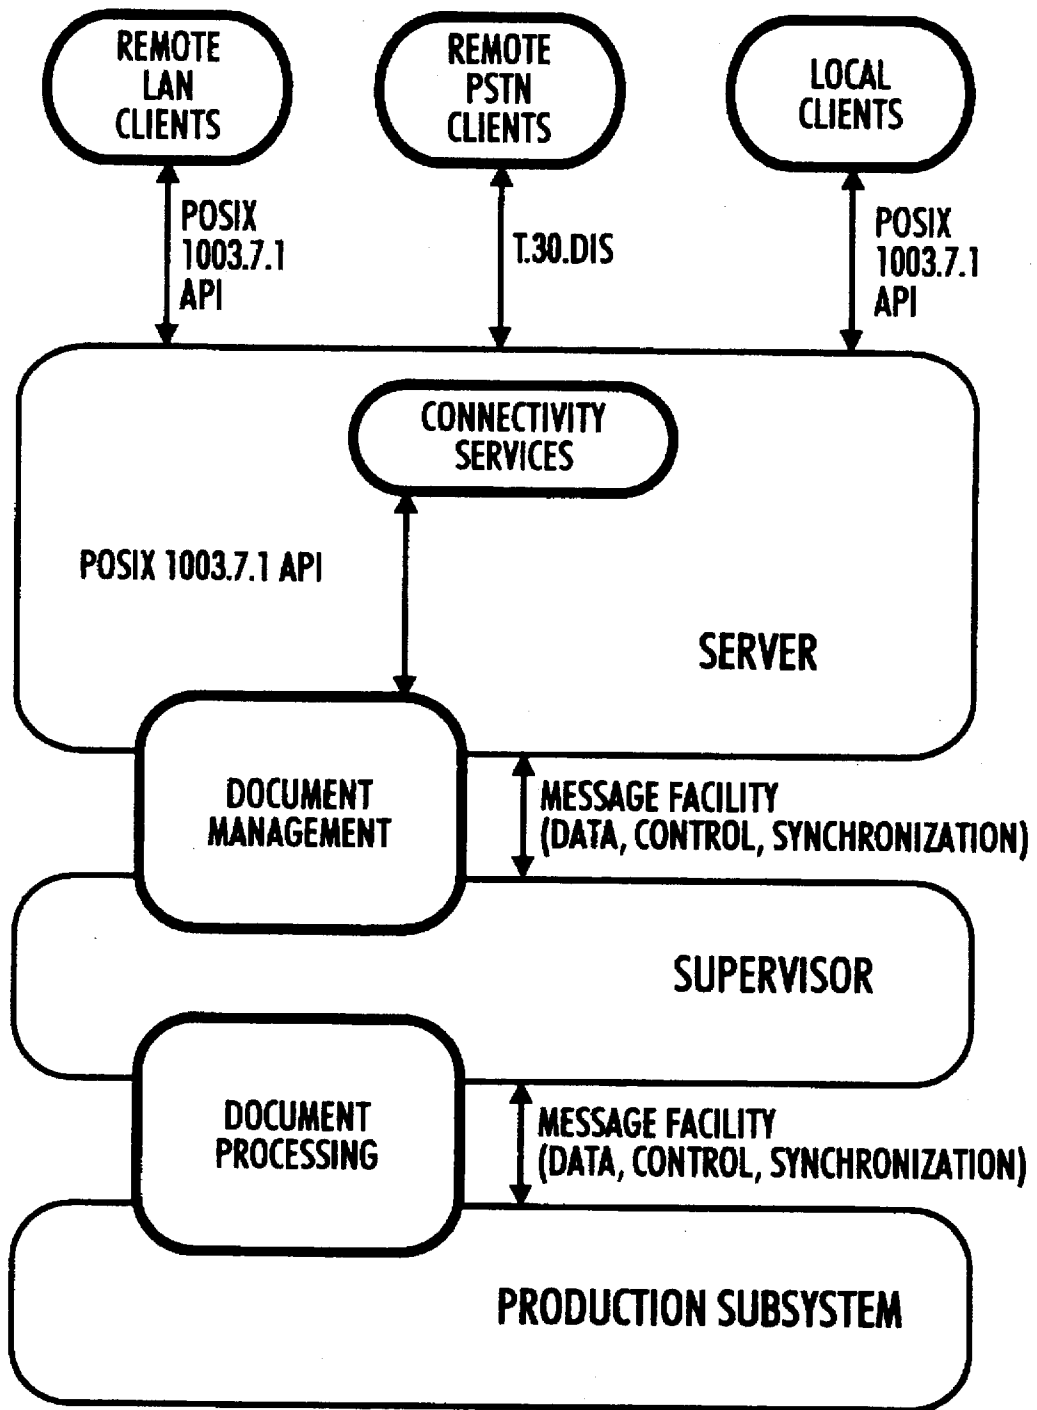 REMOTE
LAN
CLIENTS
REMOTE
PSTN
CLIENTS
LOCAL
CLIENTS
POSIX
1003.7.1
API
T.30.DIS
POSIX
1003.7.1
API
CONNECTIVITY
SERVICES
POSIX 1003.7.1 API
SERVER
DOCUMENT
MANAGEMENT
MESSAGE FACILITY
(DATA, CONTROL, SYNCHRONIZATION)
SUPERVISOR
DOCUMENT
PROCESSING
MESSAGE FACILITY
(DATA, CONTROL, SYNCHRONIZATION)
PRODUCTION SUBSYSTEM